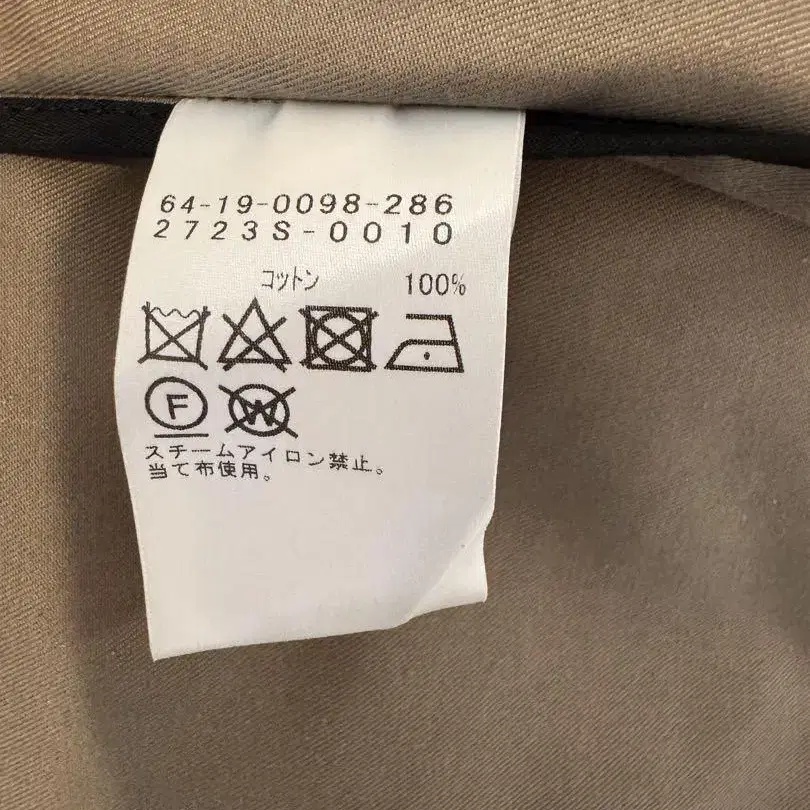 64-19-0098-286
2723S-0010
コットン 100%
F W
スチームアイロン禁止。
当て布使用。